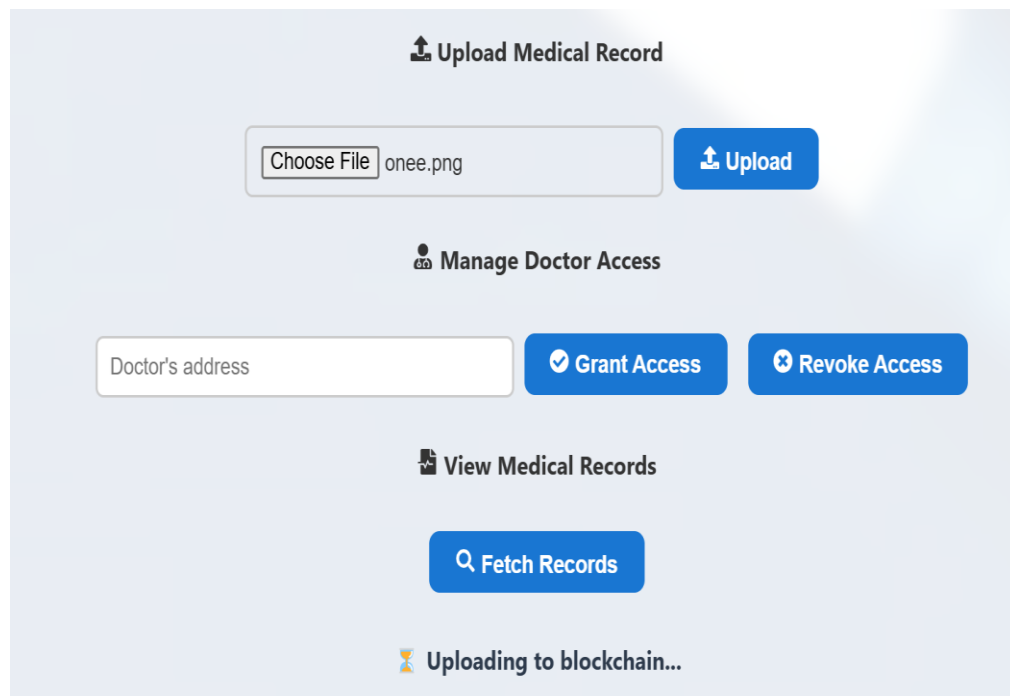 Upload Medical Record
Choose File onee.png
Upload
Manage Doctor Access
Doctor's address
Grant Access
Revoke Access
View Medical Records
Fetch Records
Uploading to blockchain...